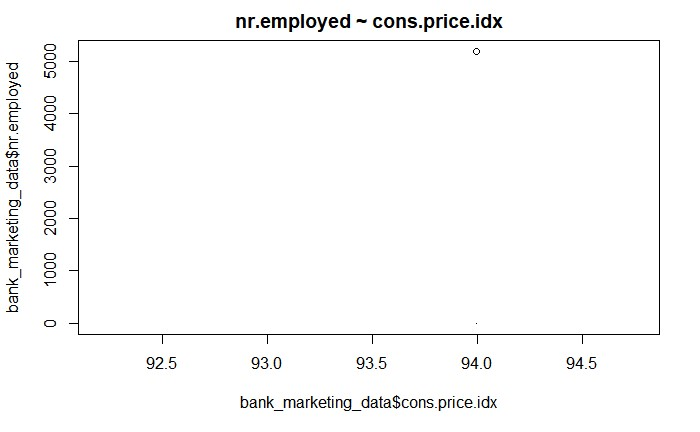 nr.employed ~ cons.price.idx
bank_marketing_data$nr.employed
5000
4000
3000
2000
1000
0
92.5 93.0 93.5 94.0 94.5
bank_marketing_data$cons.price.idx